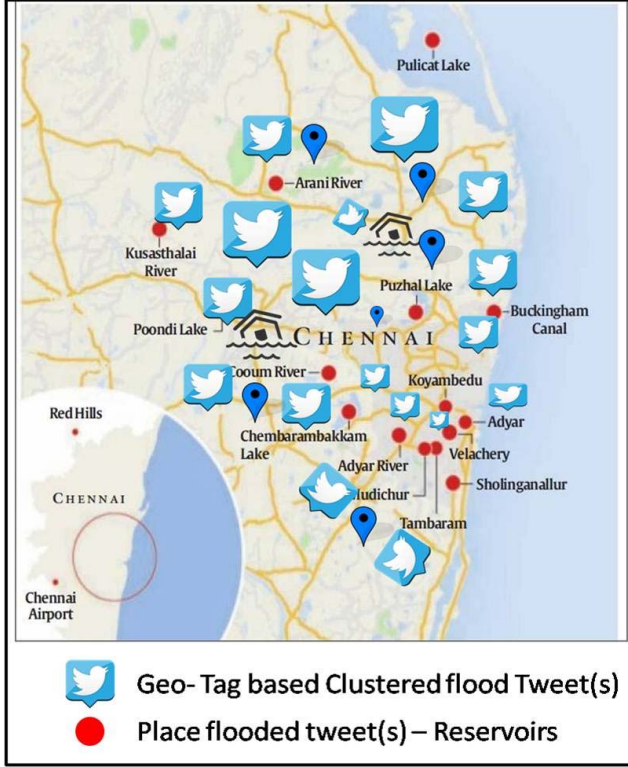 Pulicat Lake
Arani River
Kusasthalai
River
Puzhal Lake
Buckingham
Canal
Poondi Lake
CHENNAI
Cooum River
Koyambedu
Adyar
Chembarambakkam
Lake
Velachery
Adyar River
Sholinganallur
udichur
Tambaram
Red Hills
CHENNAI
Chennai
Airport
Geo- Tag based Clustered flood Tweet(s)
Place flooded tweet(s) – Reservoirs